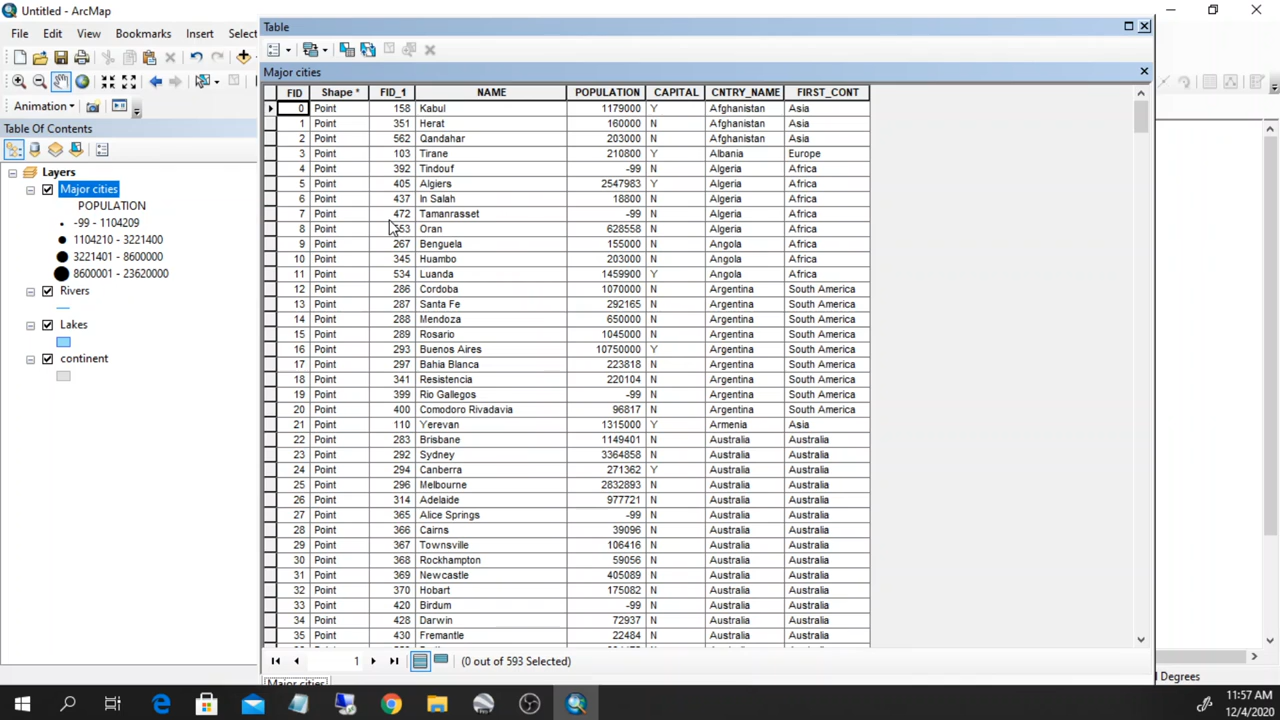 Untitled - ArcMap
File Edit View Bookmarks Insert Select
Animation
Table Of Contents
Layers
Major cities
POPULATION
-99 - 1104209
1104210 - 3221400
3221401 - 8600000
8600001 - 23620000
Rivers
Lakes
continent
Table
Major cities
FID Shape * FID_1 NAME POPULATION CAPITAL CNTRY_NAME FIRST_CONT
0 Point 158 Kabul 1179000 Y Afghanistan Asia
1 Point 351 Herat 160000 N Afghanistan Asia
2 Point 562 Qandahar 203000 N Afghanistan Asia
3 Point 103 Tirane 210800 Y Albania Europe
4 Point 392 Tindouf -99 N Algeria Africa
5 Point 405 Algiers 2547983 Y Algeria Africa
6 Point 437 In Salah 18800 N Algeria Africa
7 Point 472 Tamanrasset -99 N Algeria Africa
8 Point Oran 628558 N Algeria Africa
9 Point 267 Benguela 155000 N Angola Africa
10 Point 345 Huambo 203000 N Angola Africa
11 Point 534 Luanda 1459900 Y Angola Africa
12 Point 286 Cordoba 1070000 N Argentina South America
13 Point 287 Santa Fe 292165 N Argentina South America
14 Point 288 Mendoza 650000 N Argentina South America
15 Point 289 Rosario 1045000 N Argentina South America
16 Point 293 Buenos Aires 10750000 Y Argentina South America
17 Point 297 Bahia Blanca 223818 N Argentina South America
18 Point 341 Resistencia 220104 N Argentina South America
19 Point 399 Rio Gallegos -99 N Argentina South America
20 Point 400 Comodoro Rivadavia 96817 N Argentina South America
21 Point 110 Yerevan 1315000 Y Armenia Asia
22 Point 283 Brisbane 1149401 N Australia Australia
23 Point 292 Sydney 3364858 N Australia Australia
24 Point 294 Canberra 271362 Y Australia Australia
25 Point 296 Melbourne 2832893 N Australia Australia
26 Point 314 Adelaide 977721 N Australia Australia
27 Point 365 Alice Springs -99 N Australia Australia
28 Point 366 Cairns 39096 N Australia Australia
29 Point 367 Townsville 106416 N Australia Australia
30 Point 368 Rockhampton 59056 N Australia Australia
31 Point 369 Newcastle 405089 N Australia Australia
32 Point 370 Hobart 175082 N Australia Australia
33 Point 420 Birdum -99 N Australia Australia
34 Point 428 Darwin 72937 N Australia Australia
35 Point 430 Fremantle 22484 N Australia Australia
1 (0 out of 593 Selected)
Major cities
Degrees
11:57 AM
12/4/2020